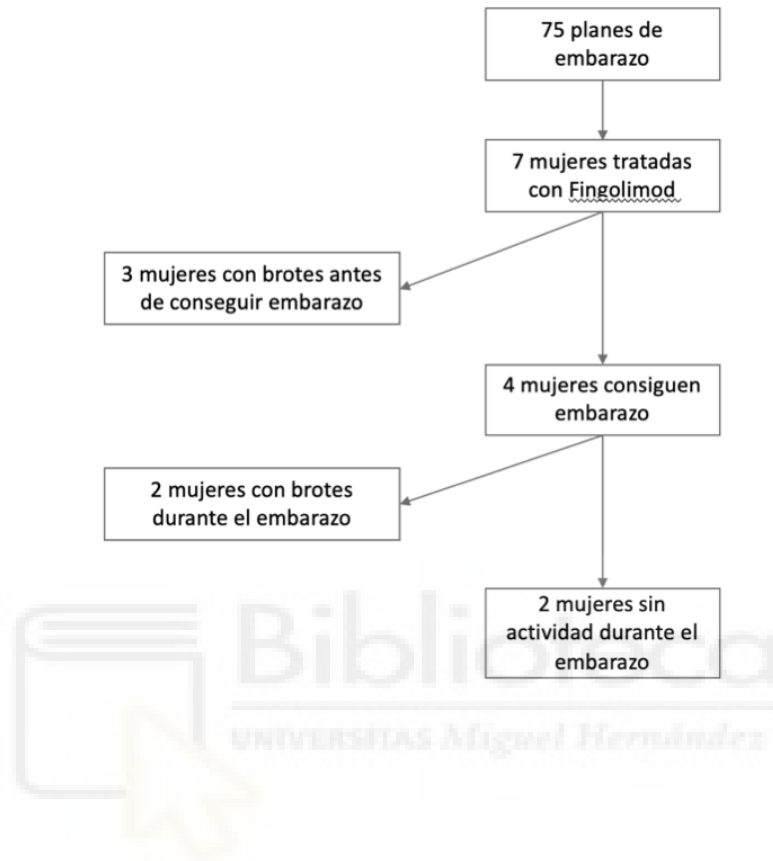 75 planes de
embarazo
7 mujeres tratadas
con Fingolimod
3 mujeres con brotes antes
de conseguir embarazo
4 mujeres consiguen
embarazo
2 mujeres con brotes
durante el embarazo
2 mujeres sin
actividad durante el
embarazo
Biblioteca
UNIVERSITAS Miguel Hernández